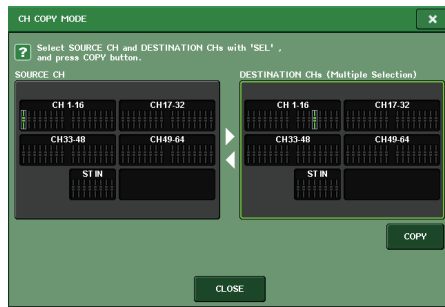 CH COPY MODE
×
? Select SOURCE CH and DESTINATION CHs with 'SEL' ,
and press COPY button.
SOURCE CH
DESTINATION CHs (Multiple Selection)
CH 1-16 CH17-32
CH33-48 CH49-64
ST IN
CH 1-16 CH17-32
CH33-48 CH49-64
ST IN
COPY
CLOSE